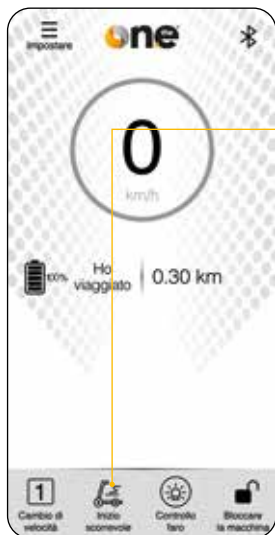 one
Impostare
0
km/h
100%
Ho
viaggiato
0.30 km
1
Cambio di
velocità
Inizio
scorrevole
Controllo
faro
Bloccare
la macchina